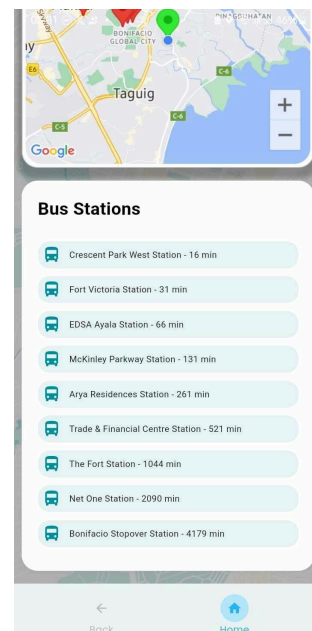 PINAGBUHATAN
BONIFACIO
GLOBAL CITY
E6
C-6
Taguig
C-6
C-5
+
−
Google
Bus Stations
Crescent Park West Station - 16 min
Fort Victoria Station - 31 min
EDSA Ayala Station - 66 min
McKinley Parkway Station - 131 min
Arya Residences Station - 261 min
Trade & Financial Centre Station - 521 min
The Fort Station - 1044 min
Net One Station - 2090 min
Bonifacio Stopover Station - 4179 min
Back
Home